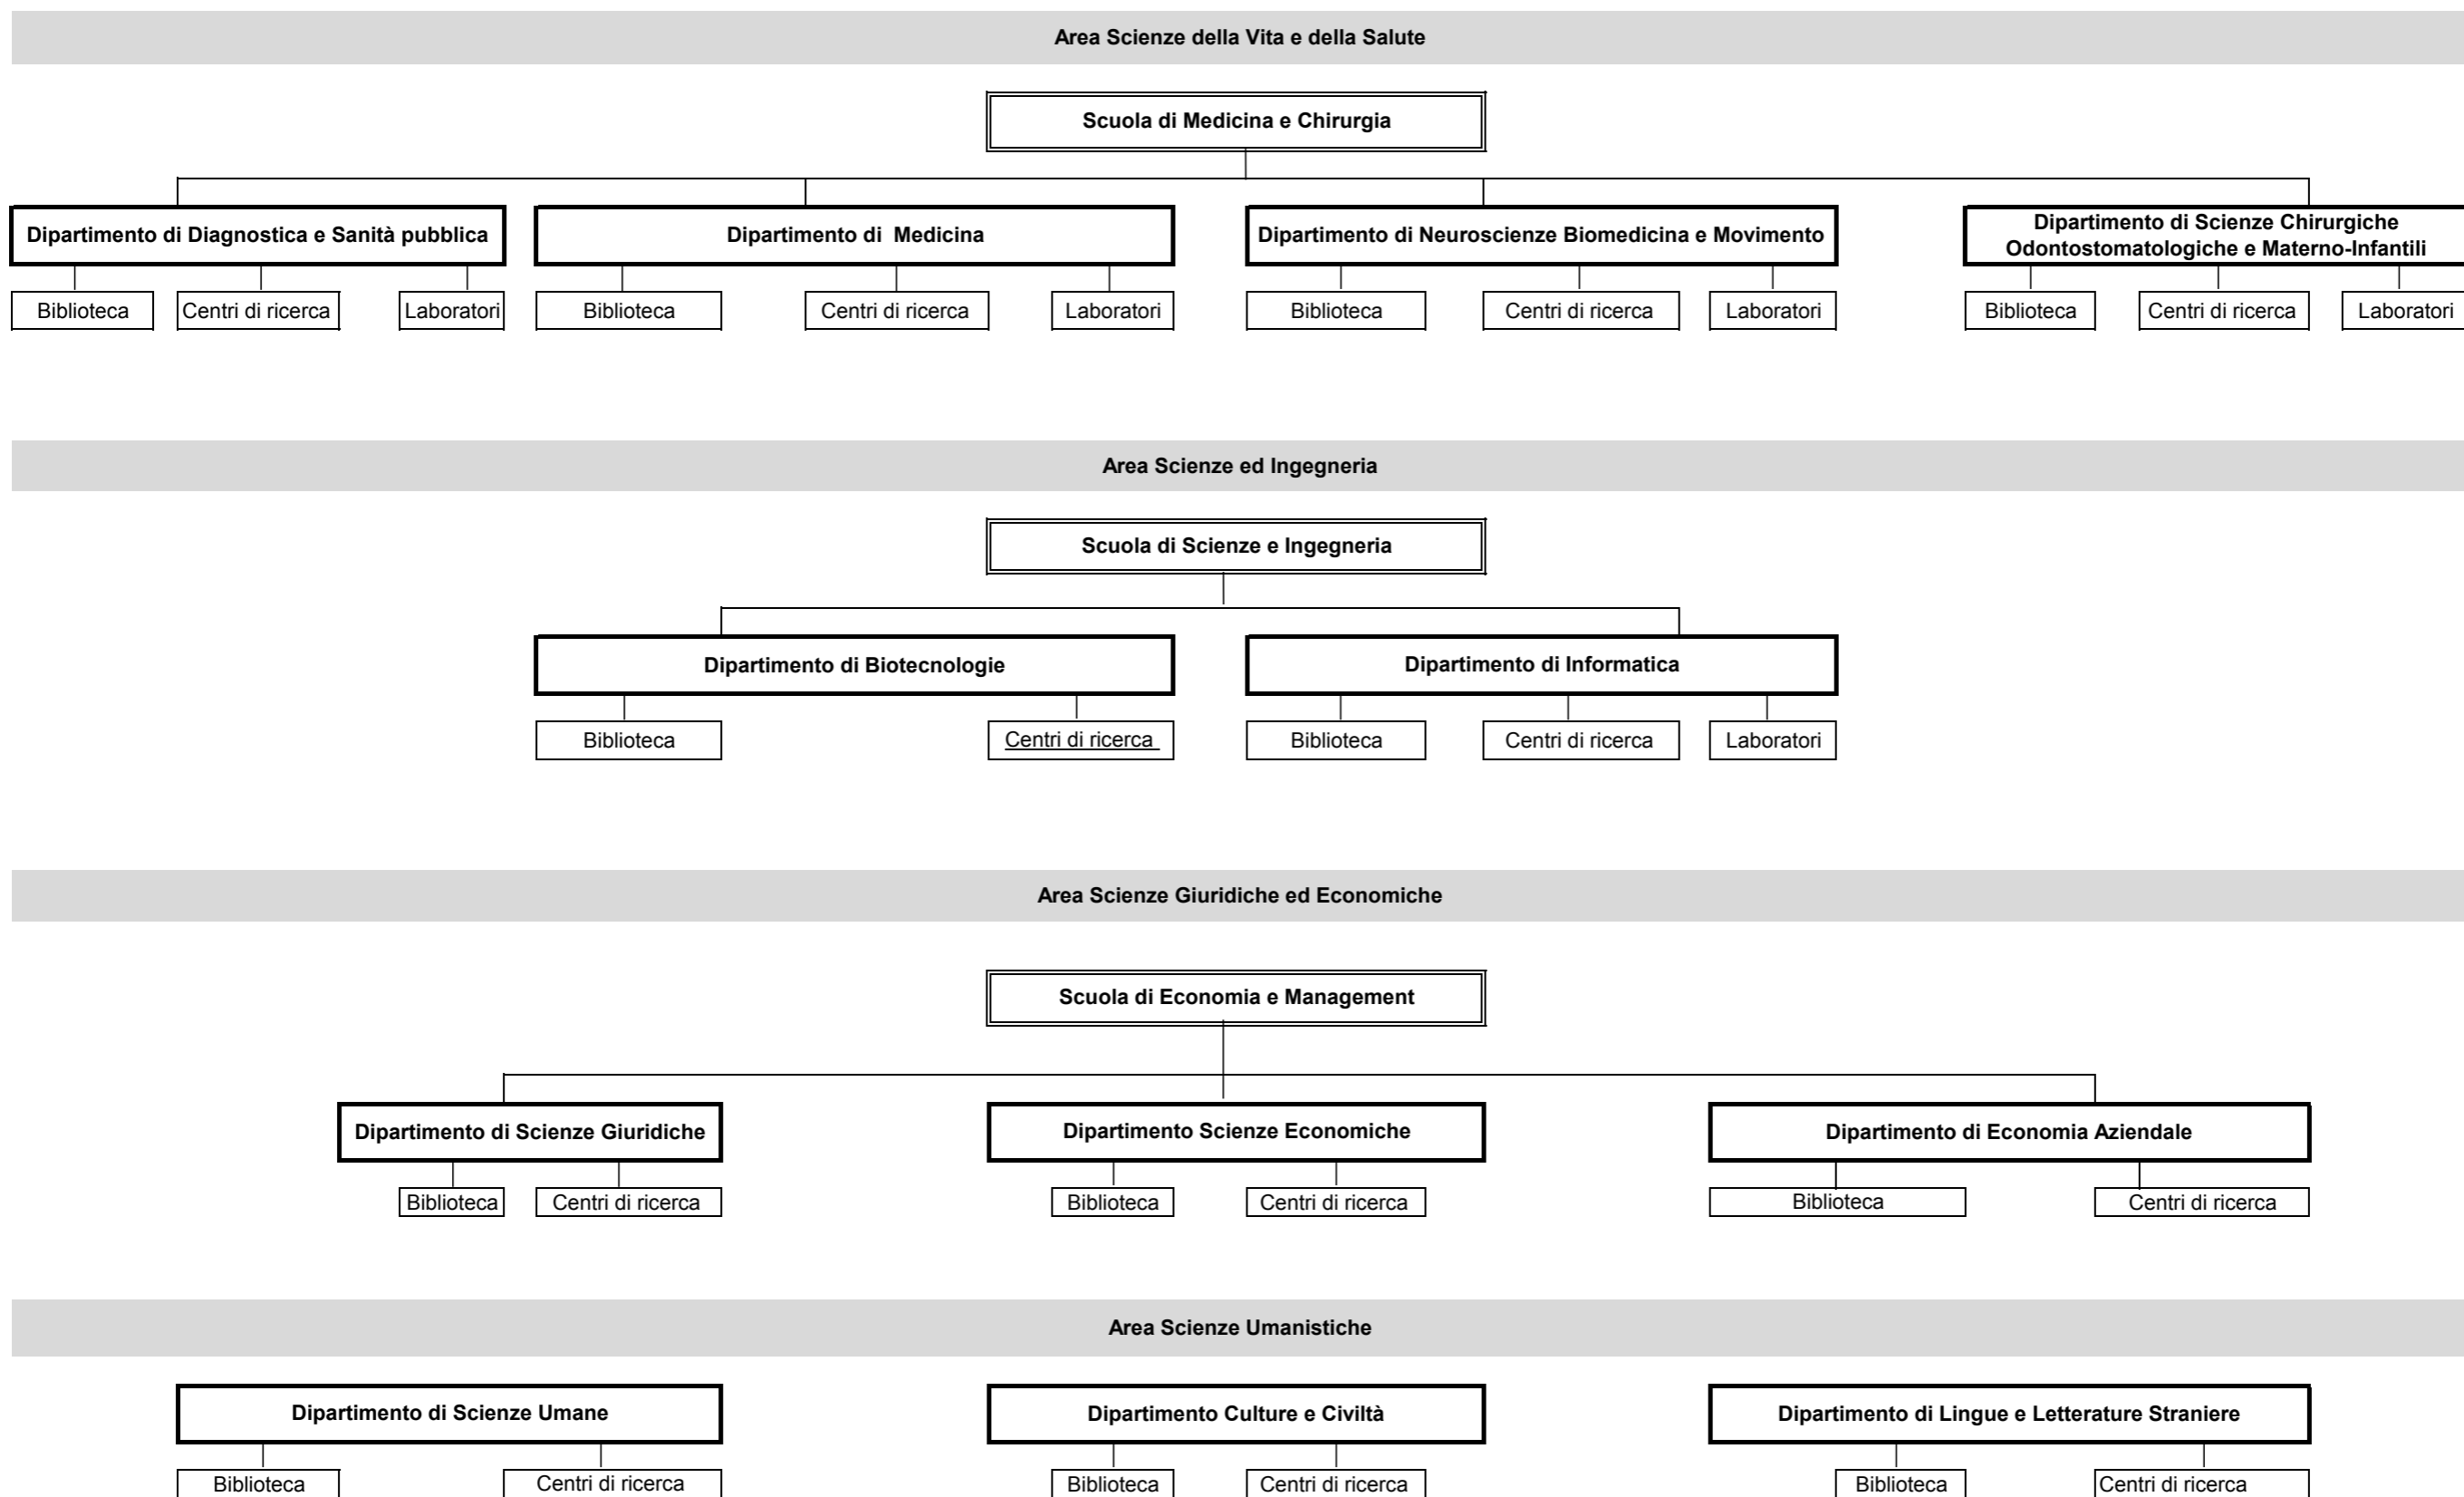 Area Scienze della Vita e della Salute
Scuola di Medicina e Chirurgia
Dipartimento di Diagnostica e Sanità pubblica
Dipartimento di  Medicina
Dipartimento di Neuroscienze Biomedicina e Movimento
Dipartimento di Scienze Chirurgiche
Odontostomatologiche e Materno-Infantili
Biblioteca
Centri di ricerca
Laboratori
Biblioteca
Centri di ricerca
Laboratori
Biblioteca
Centri di ricerca
Laboratori
Biblioteca
Centri di ricerca
Laboratori
Area Scienze ed Ingegneria
Scuola di Scienze e Ingegneria
Dipartimento di Biotecnologie
Dipartimento di Informatica
Biblioteca
Centri di ricerca
Biblioteca
Centri di ricerca
Laboratori
Area Scienze Giuridiche ed Economiche
Scuola di Economia e Management
Dipartimento di Scienze Giuridiche
Dipartimento Scienze Economiche
Dipartimento di Economia Aziendale
Biblioteca
Centri di ricerca
Biblioteca
Centri di ricerca
Biblioteca
Centri di ricerca
Area Scienze Umanistiche
Dipartimento di Scienze Umane
Dipartimento Culture e Civiltà
Dipartimento di Lingue e Letterature Straniere
Biblioteca
Centri di ricerca
Biblioteca
Centri di ricerca
Biblioteca
Centri di ricerca